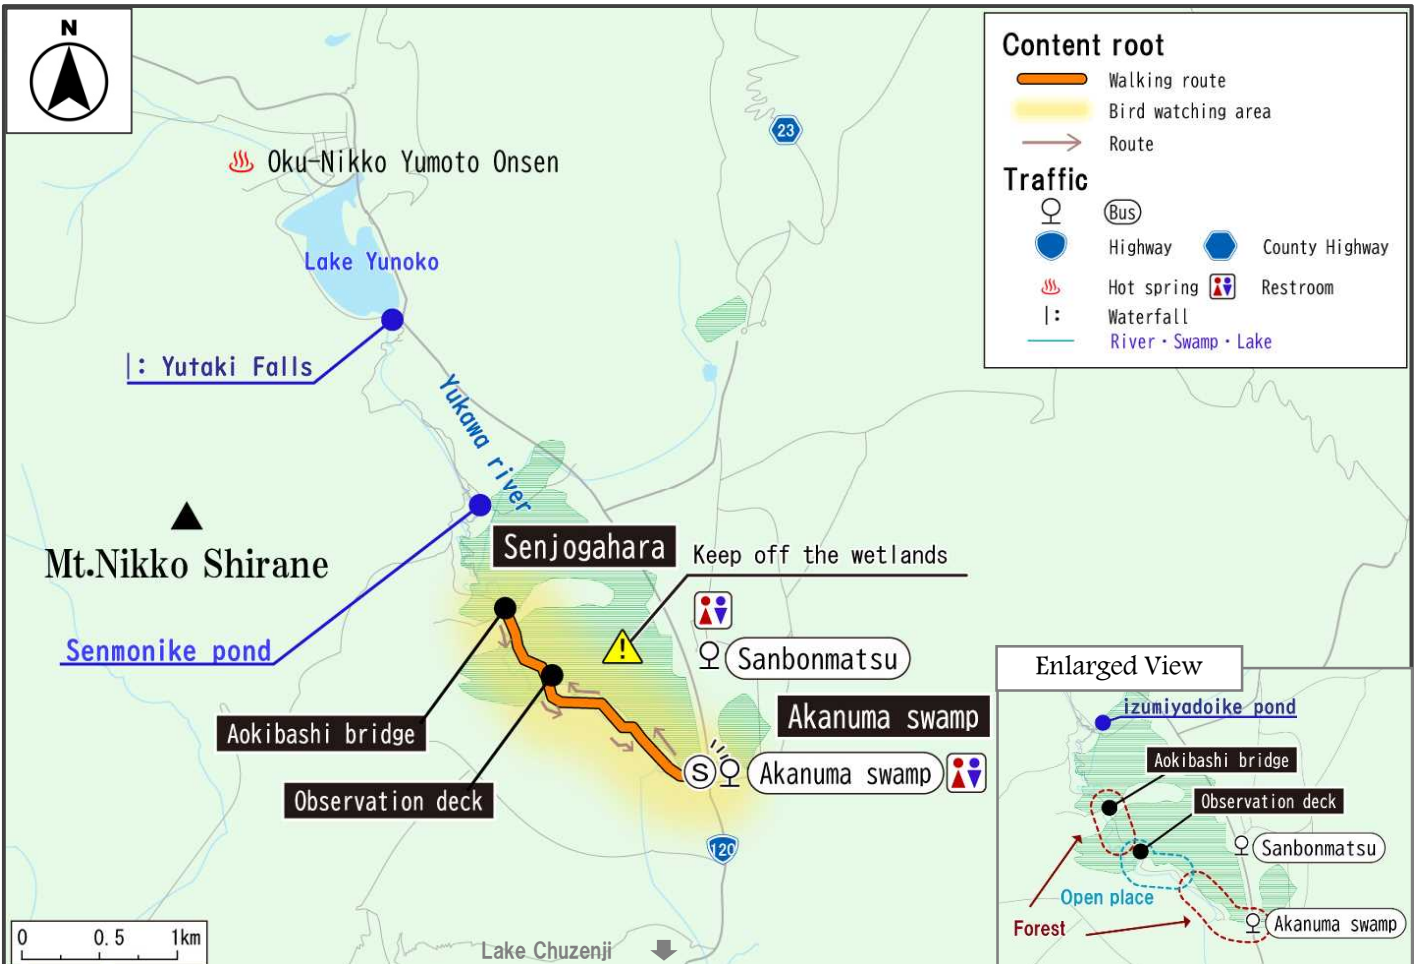 N
Content root
Walking route
Bird watching area
Route
Traffic
Bus
Highway
County Highway
Hot spring
Restroom
|: Waterfall
River・Swamp・Lake
23
Oku-Nikko Yumoto Onsen
Lake Yunoko
|: Yutaki Falls
Yukawa river
Mt.Nikko Shirane
Senjogahara
Keep off the wetlands
!
Senmonike pond
Sanbonmatsu
Akanuma swamp
Aokibashi bridge
S
Akanuma swamp
Observation deck
120
0 0.5 1km
Lake Chuzenji
Enlarged View
izumiyadoike pond
Aokibashi bridge
Observation deck
Sanbonmatsu
Open place
Forest
Akanuma swamp